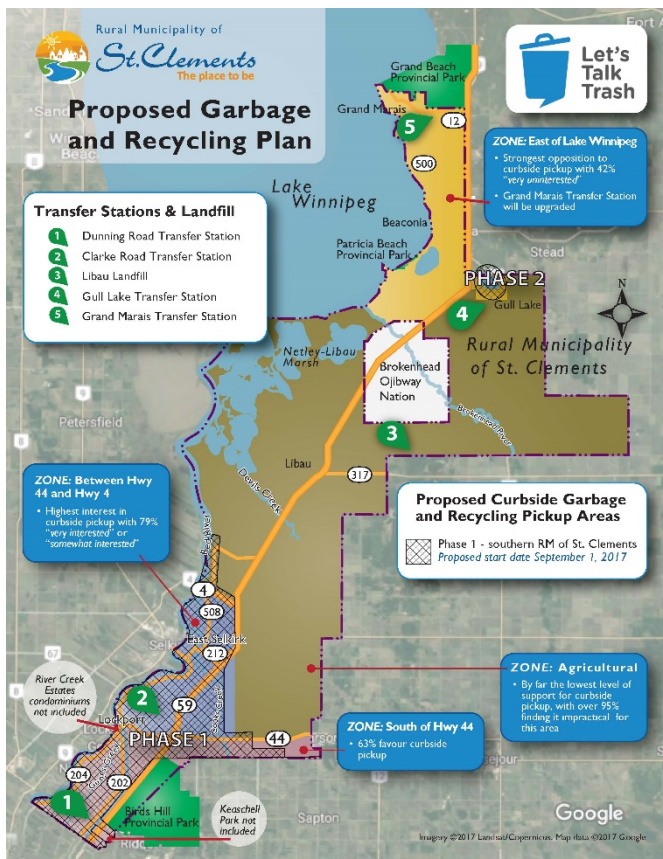 Rural Municipality of
St.Clements
The place to be
Proposed Garbage
and Recycling Plan
Let's
Talk
Trash
Grand Beach
Provincial Park
Grand Marais
5
12
500
ZONE: East of Lake Winnipeg
• Strongest opposition to
curbside pickup with 42%
"very uninterested"
• Grand Marais Transfer Station
will be upgraded
Lake
Winnipeg
Transfer Stations & Landfill
1 Dunning Road Transfer Station
2 Clarke Road Transfer Station
3 Libau Landfill
4 Gull Lake Transfer Station
5 Grand Marais Transfer Station
Beaconia
Patricia Beach
Provincial Park
Stead
PHASE 2
Gull Lake
4
N
Netley-Libau
Marsh
Rural Municipality
of St. Clements
Brokenhead
Ojibway
Nation
Brokenhead River
3
Petersfield
9
8
Libau
317
Devils Creek
ZONE: Between Hwy
44 and Hwy 4
• Highest interest in
curbside pickup with 79%
"very interested" or
"somewhat interested"
Proposed Curbside Garbage
and Recycling Pickup Areas
Phase 1 - southern RM of St. Clements
Proposed start date September 1, 2017
4
508
East Selkirk
212
67
River Creek
Estates
condominiums
not included
2
59
Lockport
PHASE 1
44
ZONE: Agricultural
• By far the lowest level of
support for curbside
pickup, with over 95%
finding it impractical for
this area
ZONE: South of Hwy 44
• 63% favour curbside
pickup
204
202
1
Birds Hill
Provincial Park
Keaschell
Park not
included
Sapton
Google
Imagery ©2017 Landsat/Copernicus. Map data ©2017 Google